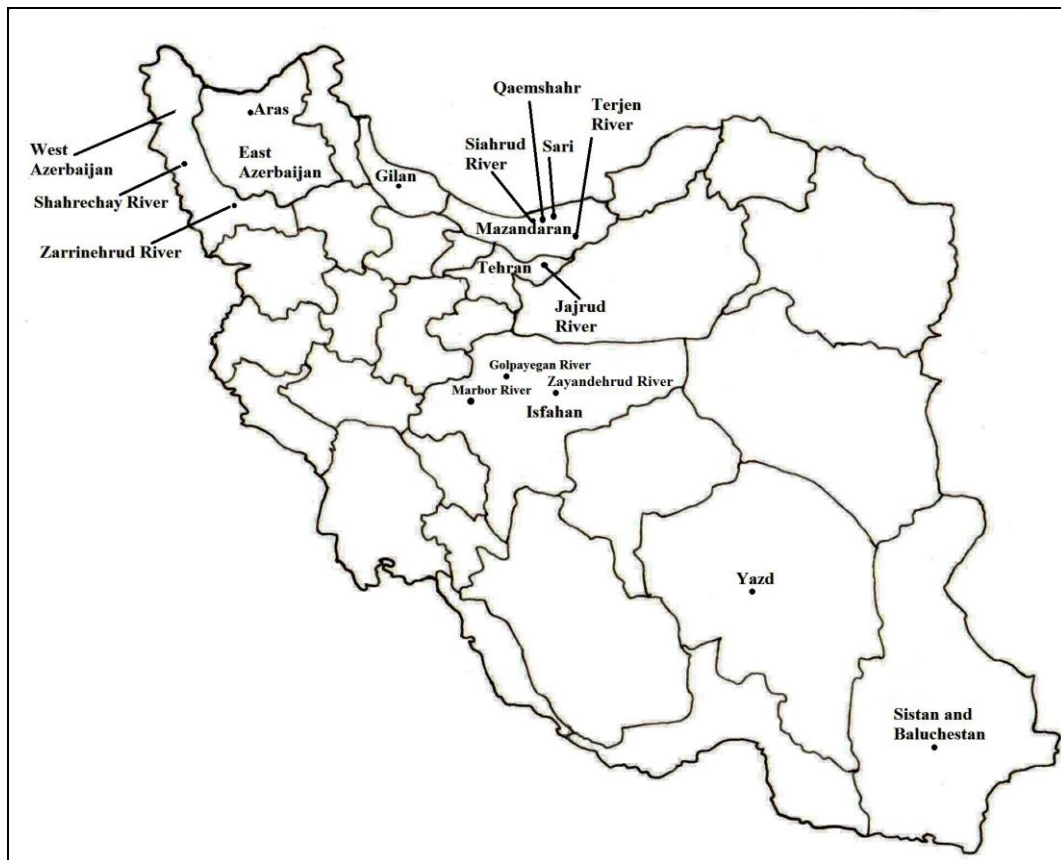 Qaemshahr
Terjen
River
Siahrud
River
Sari
Aras
West
Azerbaijan
East
Azerbaijan
Gilan
Shahrechay River
Mazandaran
Zarrinehrud River
Tehran
Jajrud
River
Golpayegan River
Marbor River
Zayandehrud River
Isfahan
Yazd
Sistan and
Baluchestan